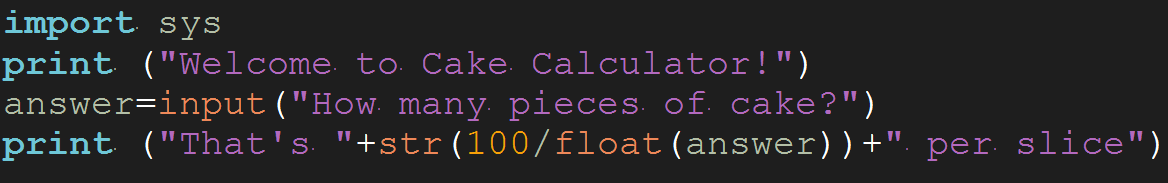 import sys
print ("Welcome to Cake Calculator!")
answer=input("How many pieces of cake?")
print ("That's "+str(100/float(answer))+" per slice")